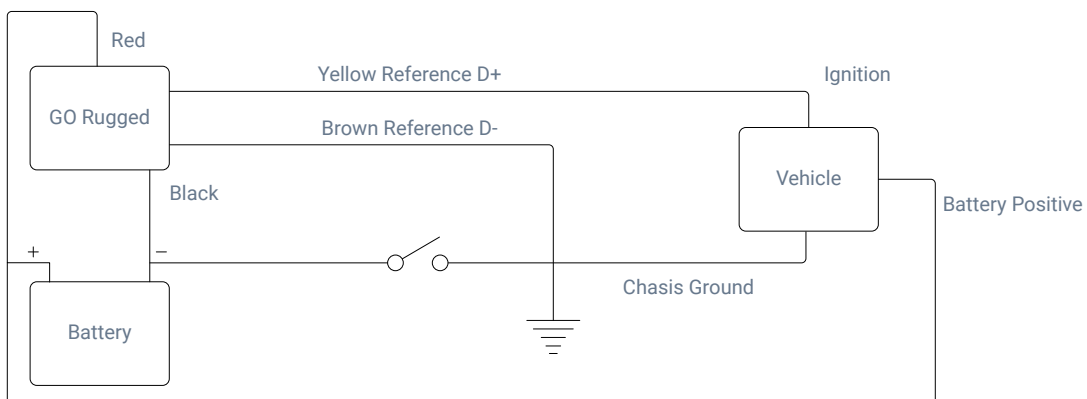 Red
Yellow Reference D+
Ignition
GO Rugged
Brown Reference D-
Vehicle
Black
Battery Positive
+
−
Chasis Ground
Battery